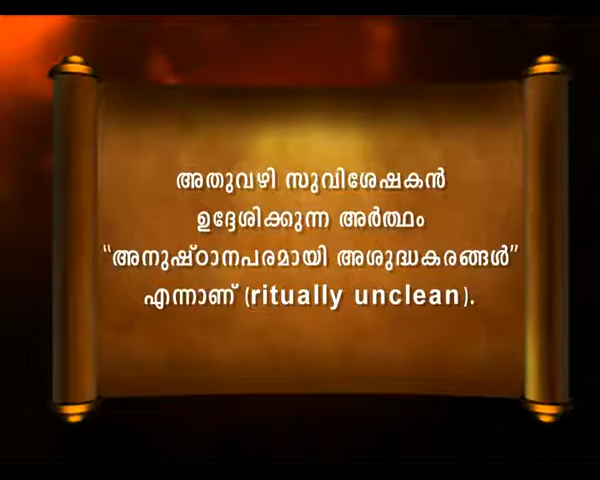 അതുവഴി സുവിശേഷകൻ
ഉദ്ദേശിക്കുന്ന അർത്ഥം
“അനുഷ്ഠാനപരമായി അശുദ്ധകരങ്ങൾ”
എന്നാണ് (ritually unclean).